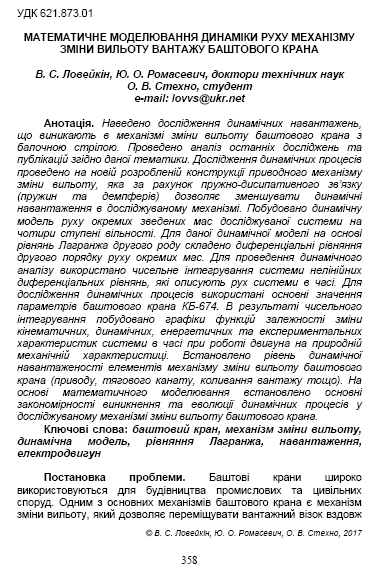 УДК 621.873.01
МАТЕМАТИЧНЕ МОДЕЛЮВАННЯ ДИНАМІКИ РУХУ МЕХАНІЗМУ
ЗМІНИ ВИЛЬОТУ ВАНТАЖУ БАШТОВОГО КРАНА
В. С. Ловейкін, Ю. О. Ромасевич, доктори технічних наук
О. В. Стехно, студент
e-mail: lovvs@ukr.net
Анотація. Наведено дослідження динамічних навантажень,
що виникають в механізмі зміни вильоту баштового крана з
балочною стрілою. Проведено аналіз останніх досліджень та
публікацій згідно даної тематики. Дослідження динамічних процесів
проведено на новій розробленій конструкції приводного механізму
зміни вильоту, яка за рахунок пружно-дисипативного зв'язку
(пружин та демпферів) дозволяє зменшувати динамічні
навантаження в досліджуваному механізмі. Побудовано динамічну
модель руху окремих зведених мас досліджуваної системи на
чотири ступені вільності. Для даної динамічної моделі на основі
рівнянь Лагранжа другого роду складено диференціальні рівняння
другого порядку руху окремих мас. Для проведення динамічного
аналізу використано чисельне інтегрування системи нелінійних
диференціальних рівнянь, які описують рух системи в часі. Для
дослідження динамічних процесів використані основні значення
параметрів баштового крана КБ-674. В результаті чисельного
інтегрування побудовано графіки функцій залежності зміни
кінематичних, динамічних, енергетичних та експериментальних
характеристик системи в часі при роботі двигуна на природній
механічній характеристиці. Встановлено рівень динамічної
навантаженості елементів механізму зміни вильоту баштового
крана (приводу, тягового канату, коливання вантажу тощо). На
основі математичного моделювання встановлено основні
закономірності виникнення та еволюції динамічних процесів у
досліджуваному механізмі зміни вильоту баштового крана.
Ключові слова: баштовий кран, механізм зміни вильоту,
динамічна модель, рівняння Лагранжа, навантаження,
електродвигун
Постановка проблеми. Баштові крани широко
використовуються для будівництва промислових та цивільних
споруд. Одним з основних механізмів баштового крана є механізм
зміни вильоту, який дозволяє переміщувати вантажний візок вздовж
© В. С. Ловейкін, Ю. О. Ромасевич, О. В. Стехно, 2017
358